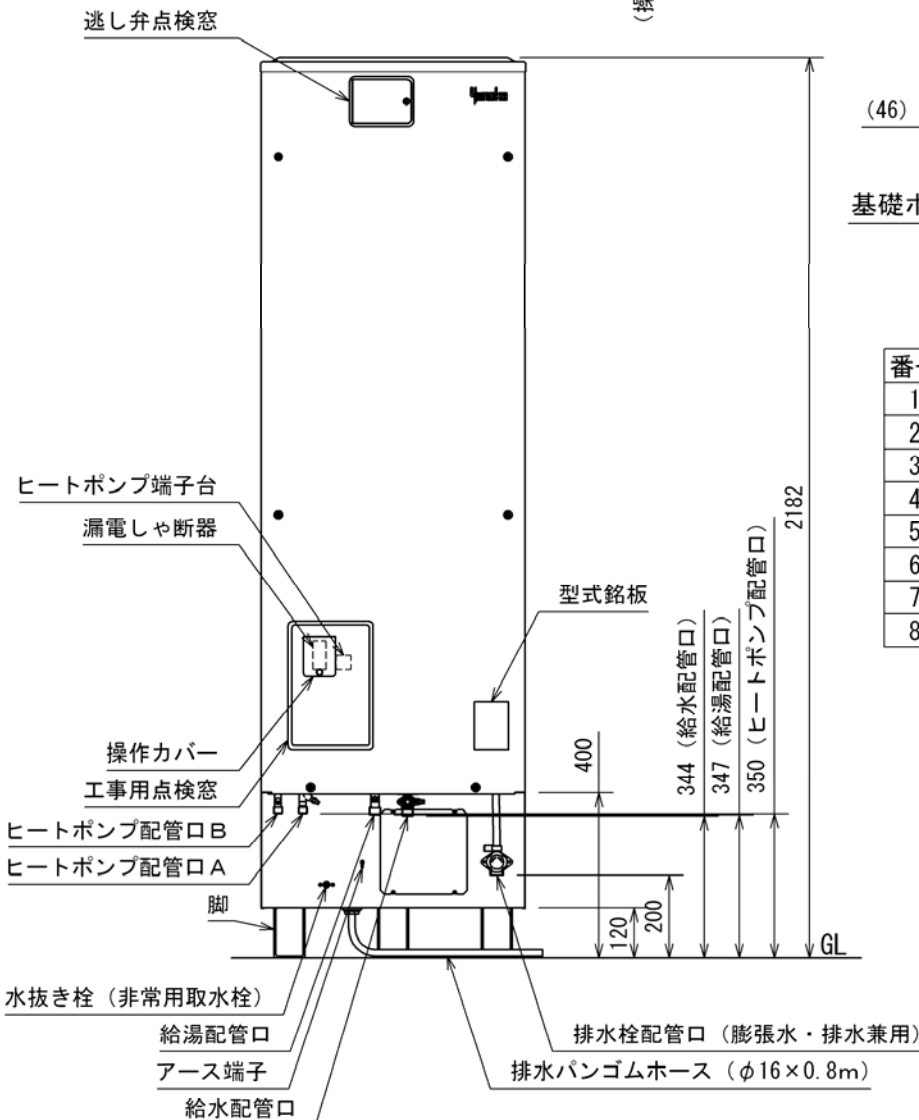 逃し弁点検窓
(46)
ヒートポンプ端子台
漏電しゃ断器
型式銘板
操作カバー
工事用点検窓
ヒートポンプ配管口B
ヒートポンプ配管口A
脚
水抜き栓(非常用取水栓)
給湯配管口
アース端子
給水配管口
排水栓配管口(膨張水・排水兼用)
排水パンゴムホース(φ16×0.8m)
400
120
200
344(給水配管口)
347(給湯配管口)
350(ヒートポンプ配管口)
2182
GL
基礎
1
2
3
4
5
6
7
8